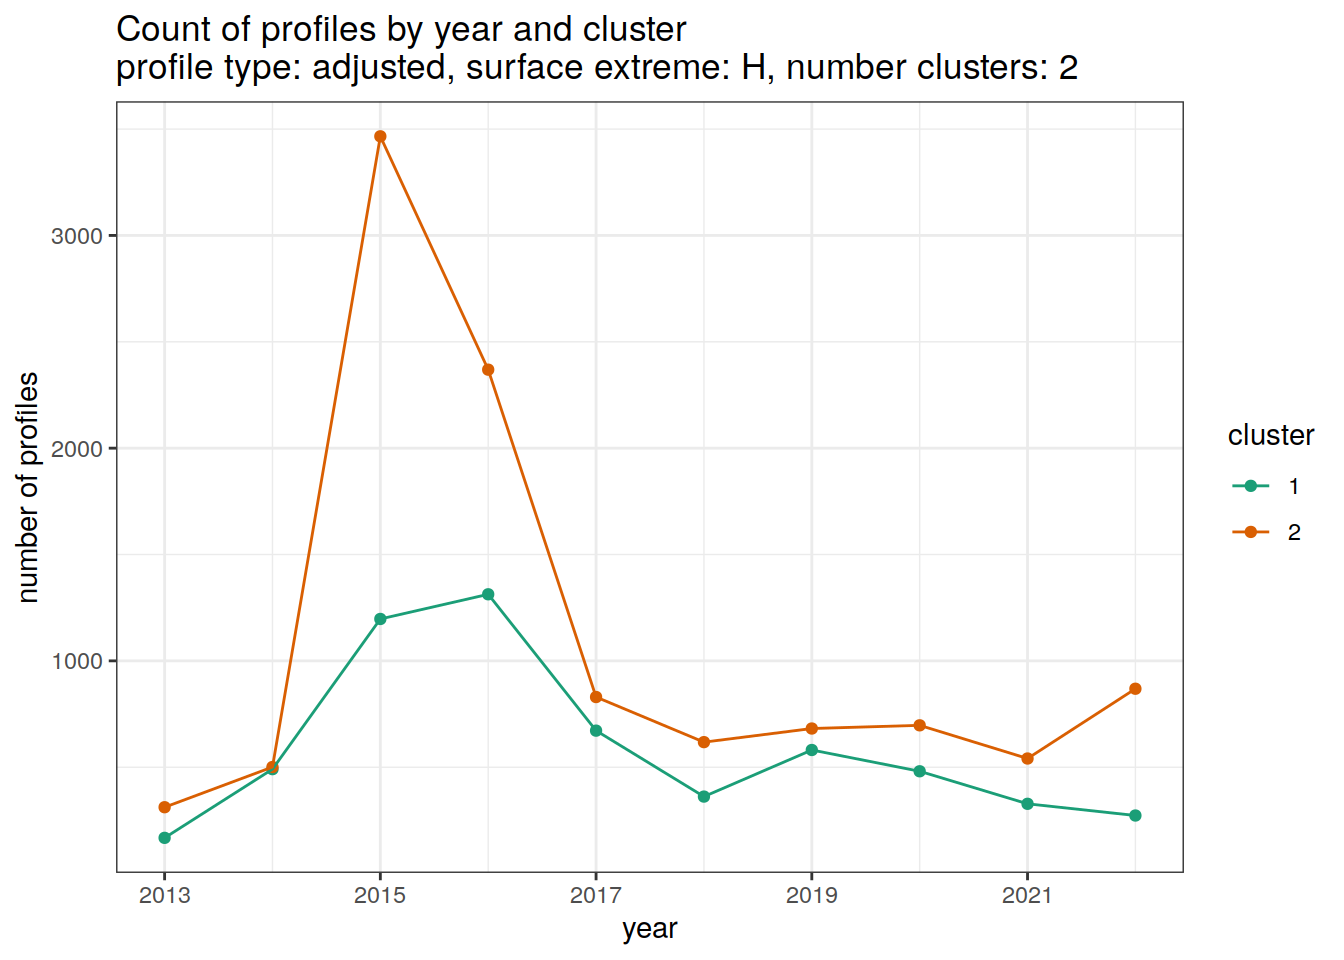 Count of profiles by year and cluster
profile type: adjusted, surface extreme: H, number clusters: 2
number of profiles
3000
2000
1000
2013
2015
2017
2019
2021
year
cluster
1
2